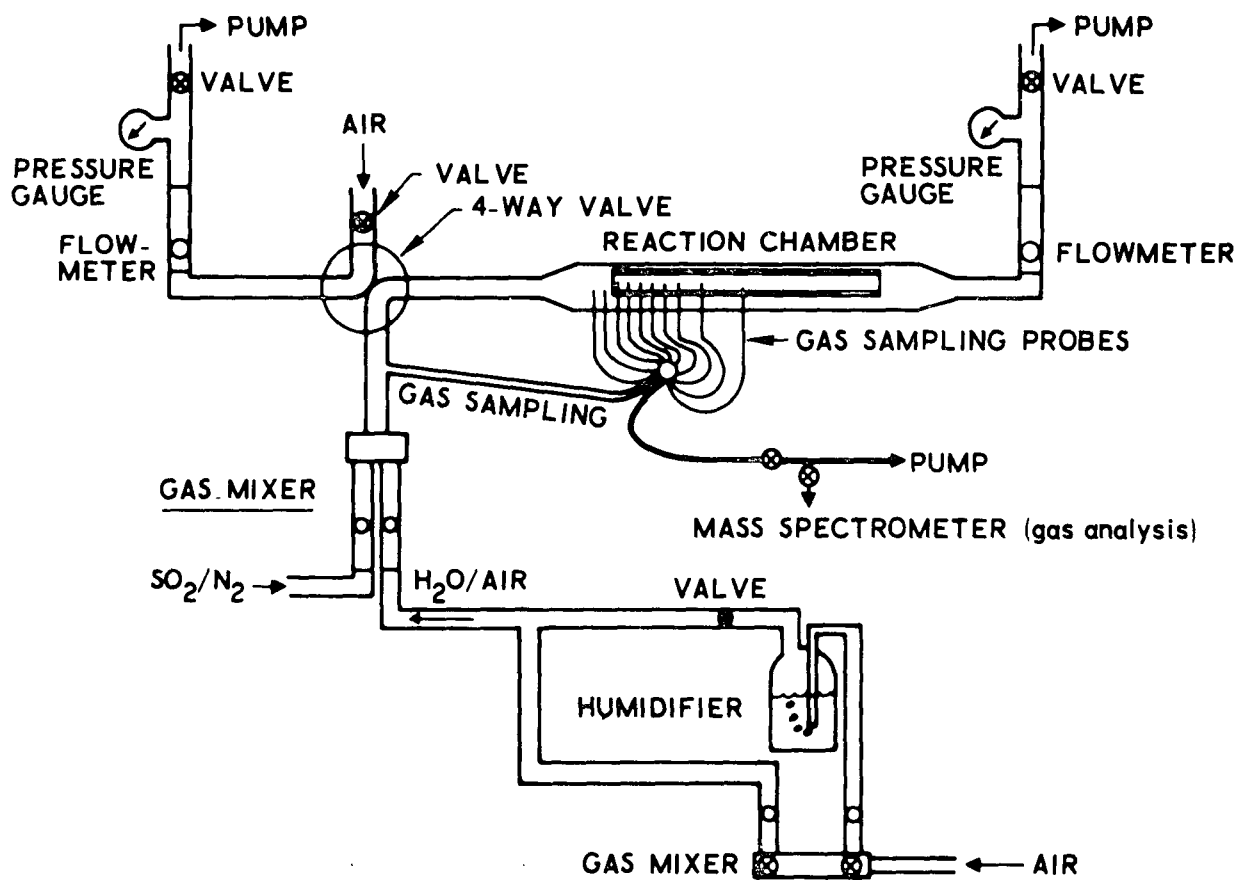 PUMP
PUMP
VALVE
VALVE
AIR
PRESSURE
GAUGE
VALVE
4-WAY VALVE
PRESSURE
GAUGE
FLOW-
METER
REACTION CHAMBER
FLOWMETER
GAS SAMPLING PROBES
GAS SAMPLING
PUMP
GAS MIXER
MASS SPECTROMETER (gas analysis)
SO₂/N₂
H₂O/AIR
VALVE
HUMIDIFIER
GAS MIXER
AIR